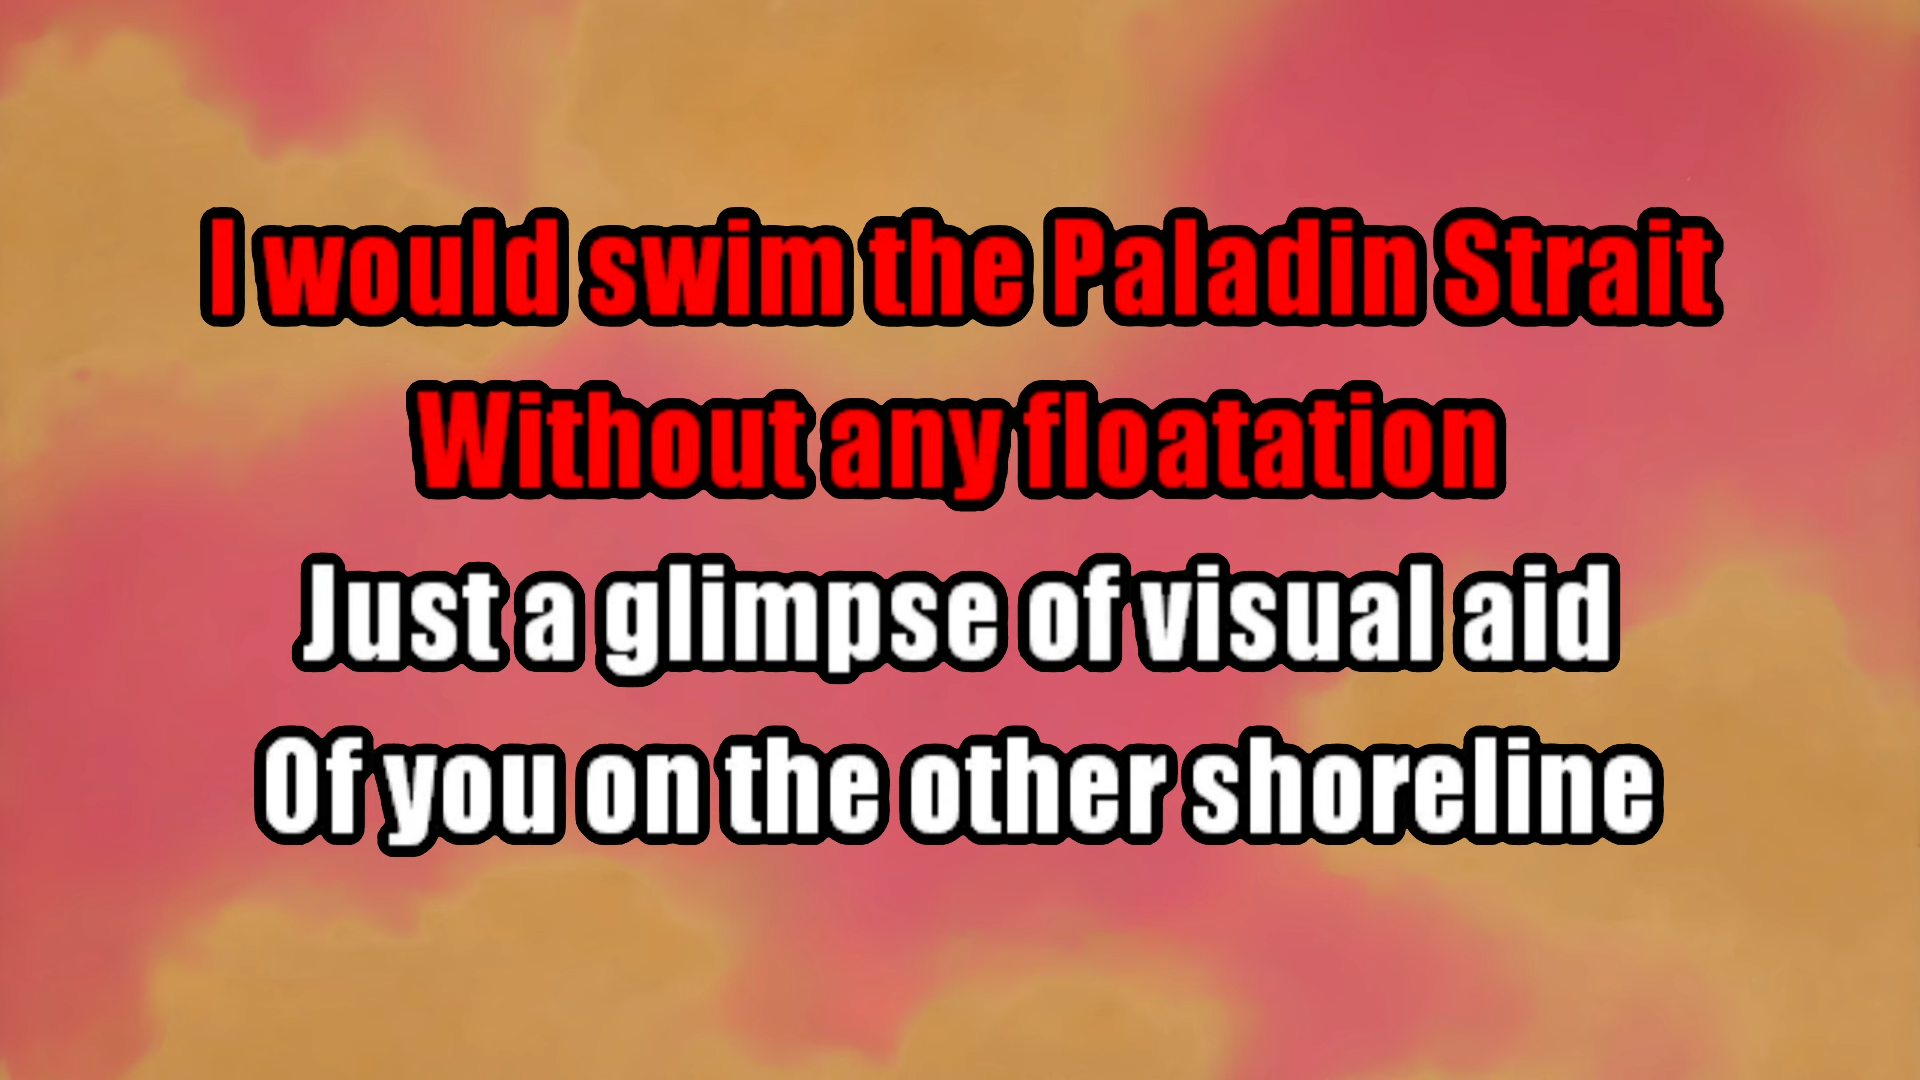 I would swim the Paladin Strait
Without any floatation
Just a glimpse of visual aid
Of you on the other shoreline